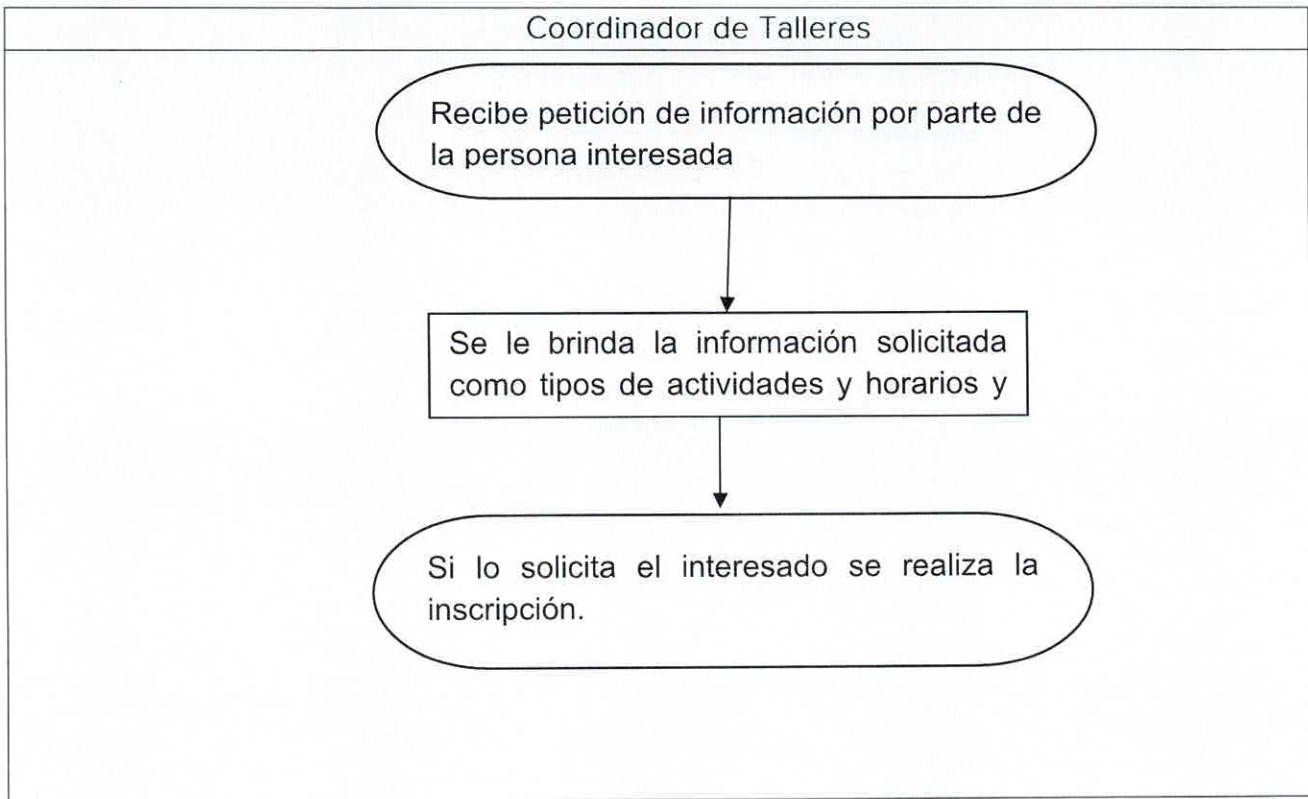 Coordinador de Talleres
Recibe petición de información por parte de
la persona interesada
Se le brinda la información solicitada
como tipos de actividades y horarios y
Si lo solicita el interesado se realiza la
inscripción.